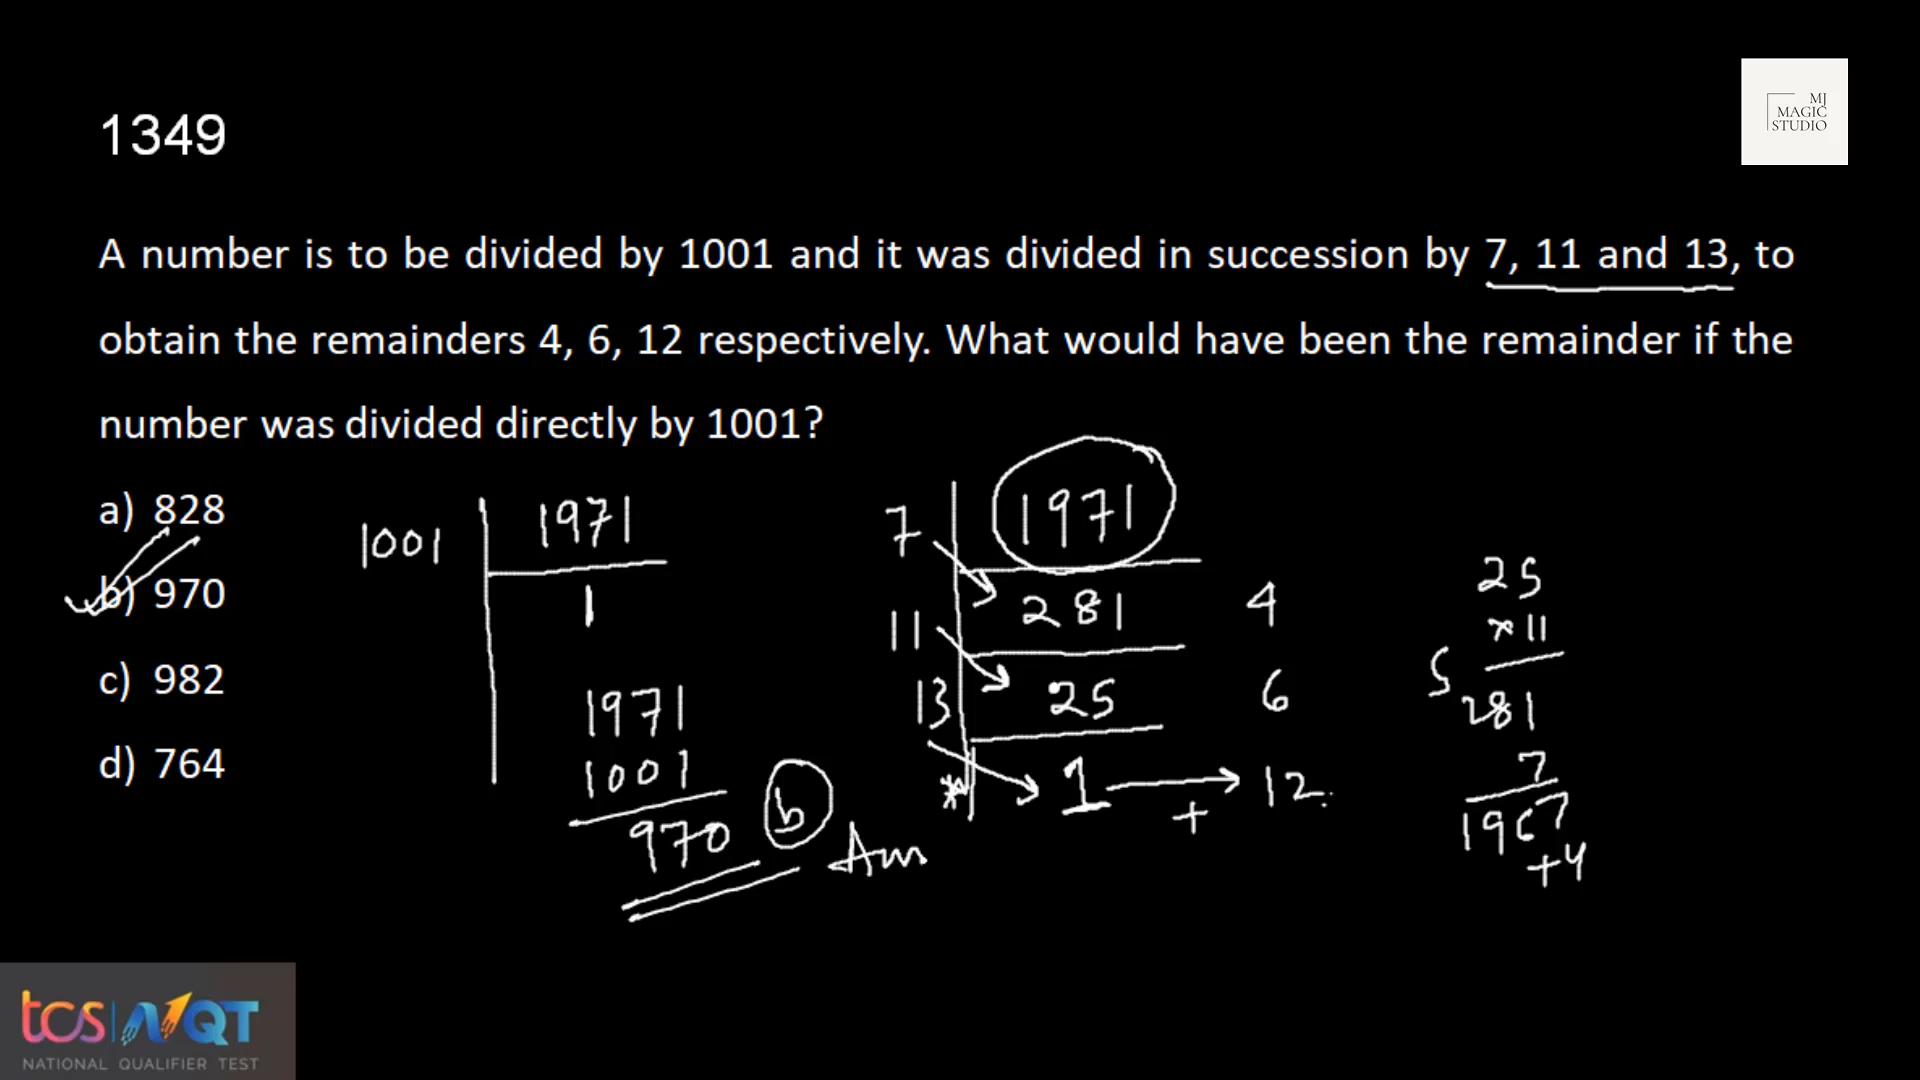 MJ
MAGIC
STUDIO
1349
A number is to be divided by 1001 and it was divided in succession by 7, 11 and 13, to
obtain the remainders 4, 6, 12 respectively. What would have been the remainder if the
number was divided directly by 1001?
a) 828
b) 970
c) 982
d) 764
1001 1971
1
1971
1001
970
b Ans
7 1971
11 281 4
13 25 6
1 + 12
25
×11
5
281
7
1967
+4
tcs NQT
NATIONAL QUALIFIER TEST